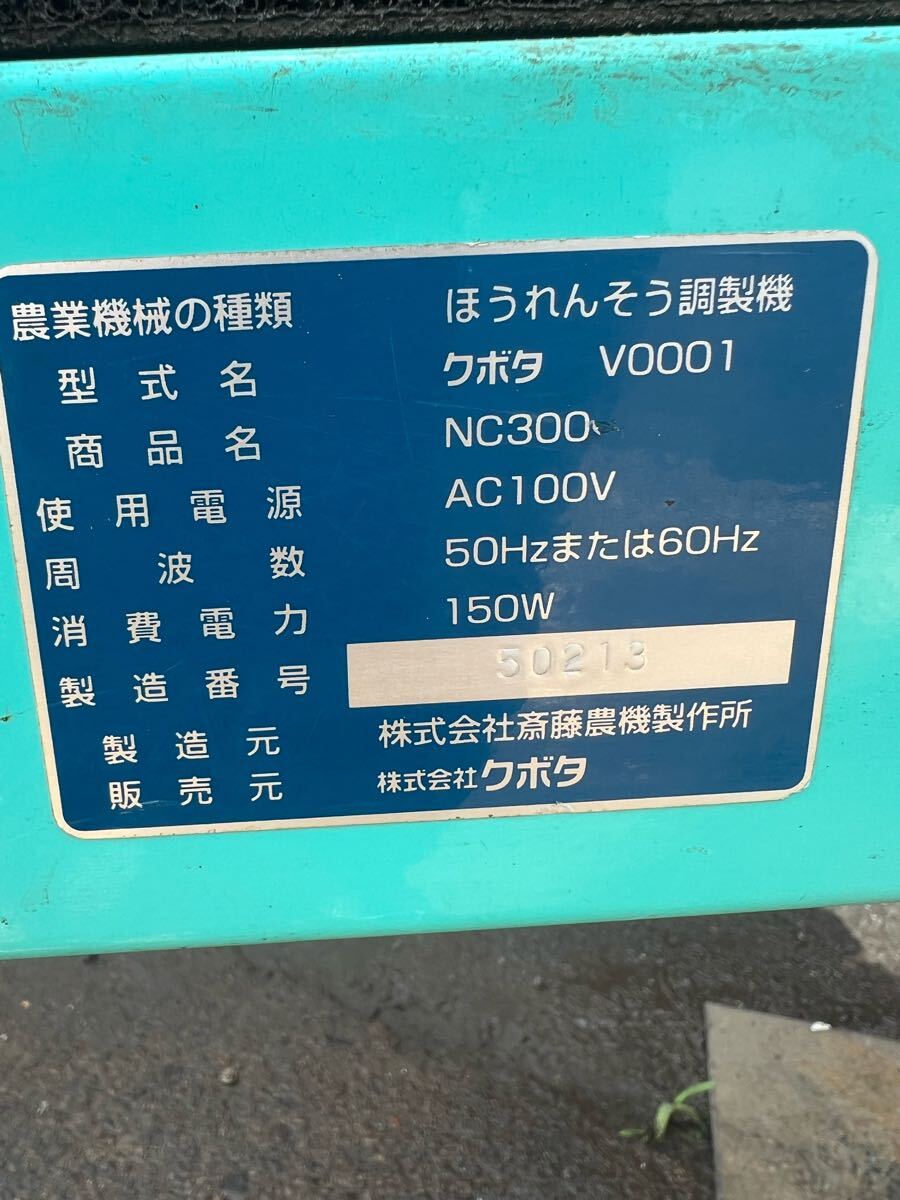 農業機械の種類 ほうれんそう調製機
型式名 クボタ V0001
商品名 NC300
使用電源 AC100V
周波数 50Hzまたは60Hz
消費電力 150W
製造番号 50213
製造元 株式会社斎藤農機製作所
販売元 株式会社クボタ